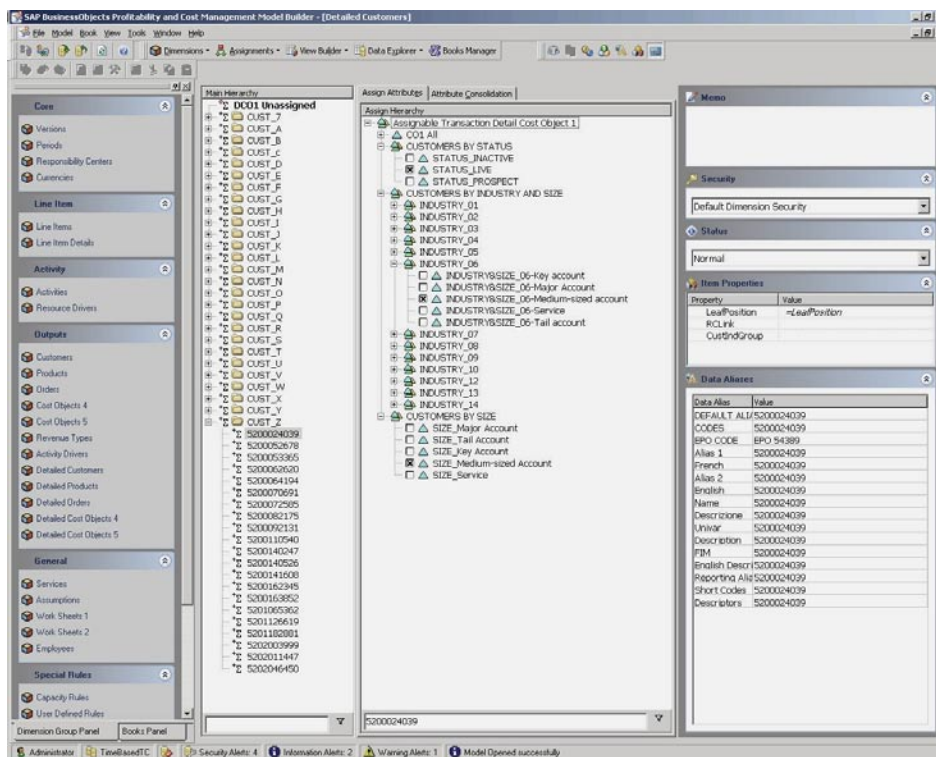 SAP BusinessObjects Profitability and Cost Management Model Builder - [Detailed Customers]
File Model Book View Tools Window Help
Dimensions Assignments View Builder Data Explorer Books Manager
Core
Versions
Periods
Responsibility Centers
Currencies
Line Item
Line Items
Line Item Details
Activity
Activities
Resource Drivers
Outputs
Customers
Products
Orders
Cost Objects 4
Cost Objects 5
Revenue Types
Activity Drivers
Detailed Customers
Detailed Products
Detailed Orders
Detailed Cost Objects 4
Detailed Cost Objects 5
General
Services
Assumptions
Work Sheets 1
Work Sheets 2
Employees
Special Rules
Capacity Rules
User Defined Rules
Dimension Group Panel Books Panel
Main Hierarchy
DCO1 Unassigned
CUST_7
CUST_A
CUST_B
CUST_c
CUST_D
CUST_E
CUST_F
CUST_G
CUST_H
CUST_I
CUST_J
CUST_K
CUST_L
CUST_M
CUST_N
CUST_O
CUST_P
CUST_Q
CUST_R
CUST_S
CUST_T
CUST_U
CUST_V
CUST_W
CUST_X
CUST_Y
CUST_Z
5200024039
5200052678
5200053365
5200062620
5200064194
5200070691
5200072585
5200082175
5200092131
5200110540
5200140247
5200140526
5200141608
5200162345
5200163852
5201065362
5201126619
5201182881
5202003999
5202011447
5202046450
Assign Attributes Attribute Consolidation
Assign Hierarchy
Assignable Transaction Detail Cost Object 1
CO1 All
CUSTOMERS BY STATUS
STATUS_INACTIVE
STATUS_LIVE
STATUS_PROSPECT
CUSTOMERS BY INDUSTRY AND SIZE
INDUSTRY_01
INDUSTRY_02
INDUSTRY_03
INDUSTRY_04
INDUSTRY_05
INDUSTRY_06
INDUSTRY&SIZE_06-Key account
INDUSTRY&SIZE_06-Major Account
INDUSTRY&SIZE_06-Medium-sized account
INDUSTRY&SIZE_06-Service
INDUSTRY&SIZE_06-Tail account
INDUSTRY_07
INDUSTRY_08
INDUSTRY_09
INDUSTRY_10
INDUSTRY_12
INDUSTRY_13
INDUSTRY_14
CUSTOMERS BY SIZE
SIZE_Major Account
SIZE_Tail Account
SIZE_Key Account
SIZE_Medium-sized Account
SIZE_Service
5200024039
Memo
Security
Default Dimension Security
Status
Normal
Item Properties
Property Value
LeafPosition =LeafPosition
RCLink
CustIndGroup
Data Aliases
Data Alias Value
DEFAULT ALI 5200024039
CODES 5200024039
EPO CODE EPO 54389
Alias 1 5200024039
French 5200024039
Alias 2 5200024039
English 5200024039
Name 5200024039
Descrizione 5200024039
Univar 5200024039
Description 5200024039
FIM 5200024039
English Descri 5200024039
Reporting Alia 5200024039
Short Codes 5200024039
Descriptors 5200024039
Administrator TimeBasedTC Security Alerts: 4 Information Alerts: 2 Warning Alerts: 1 Model Opened successfully